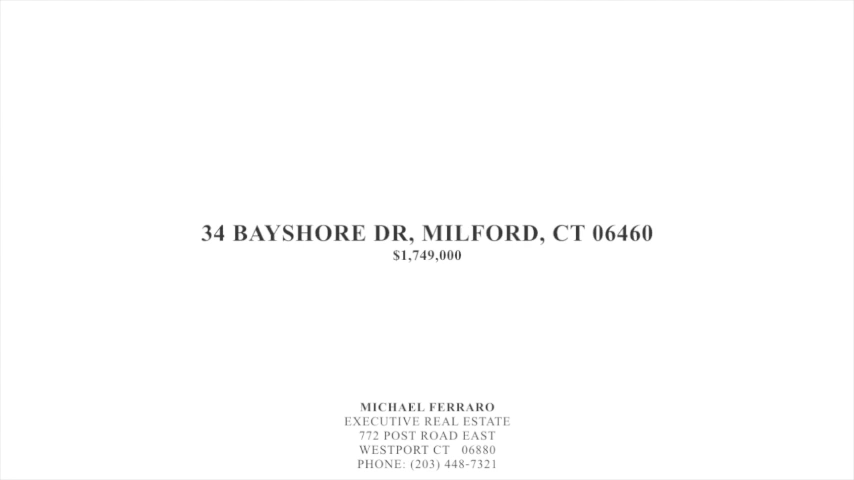 34 BAYSHORE DR, MILFORD, CT 06460
$1,749,000
MICHAEL FERRARO
EXECUTIVE REAL ESTATE
772 POST ROAD EAST
WESTPORT CT 06880
PHONE: (203) 448-7321